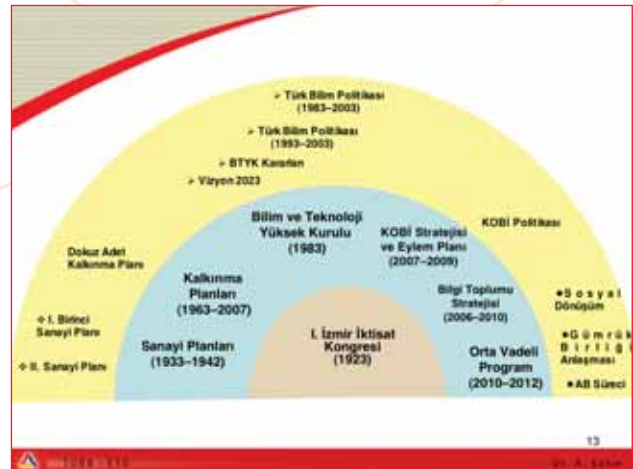 ➢ Türk Bilim Politikası
(1983–2003)
➢ Türk Bilim Politikası
(1993–2003)
➢ BTYK Kararları
➢ Vizyon 2023
Bilim ve Teknoloji
Yüksek Kurulu
(1983)
KOBİ Stratejisi
ve Eylem Planı
(2007–2009)
KOBİ Politikası
Dokuz Adet
Kalkınma Planı
Kalkınma
Planları
(1963–2007)
Bilgi Toplumu
Stratejisi
(2006–2010)
●Sosyal
Dönüşüm
❖ I. Birinci
Sanayi Planı
❖ II. Sanayi Planı
Sanayi Planları
(1933–1942)
I. İzmir İktisat
Kongresi
(1923)
Orta Vadeli
Program
(2010–2012)
●Gümrük
Birliği
Anlaşması
●AB Süreci
13